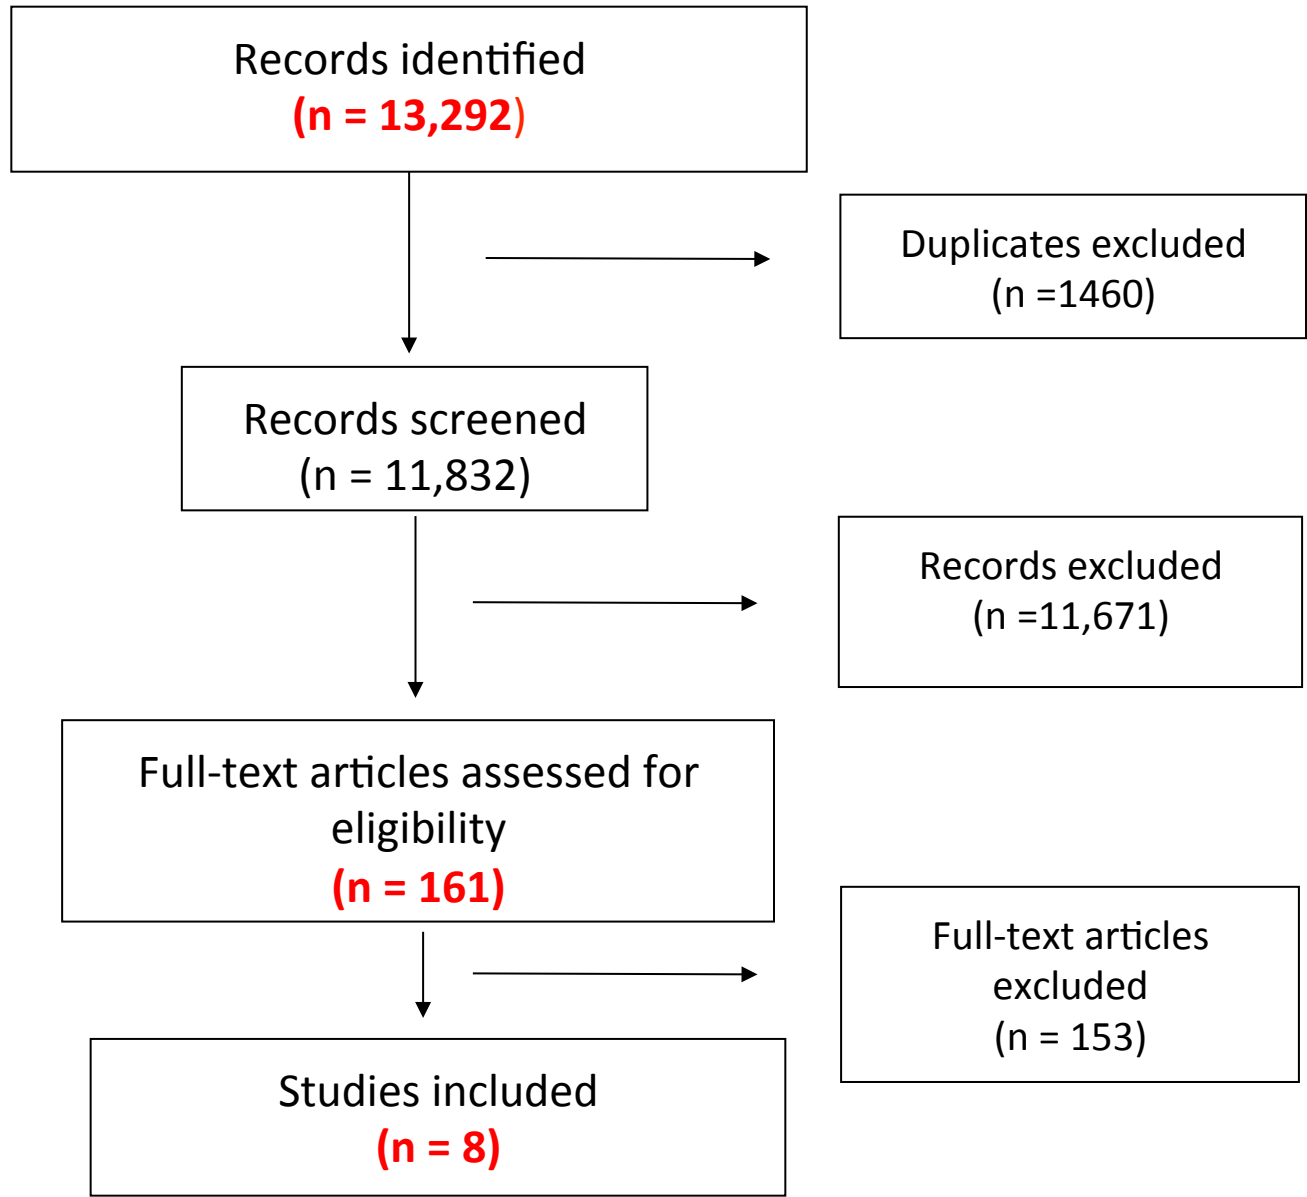 Records identified
(n = 13,292)
Duplicates excluded
(n =1460)
Records screened
(n = 11,832)
Records excluded
(n =11,671)
Full-text articles assessed for
eligibility
(n = 161)
Full-text articles
excluded
(n = 153)
Studies included
(n = 8)